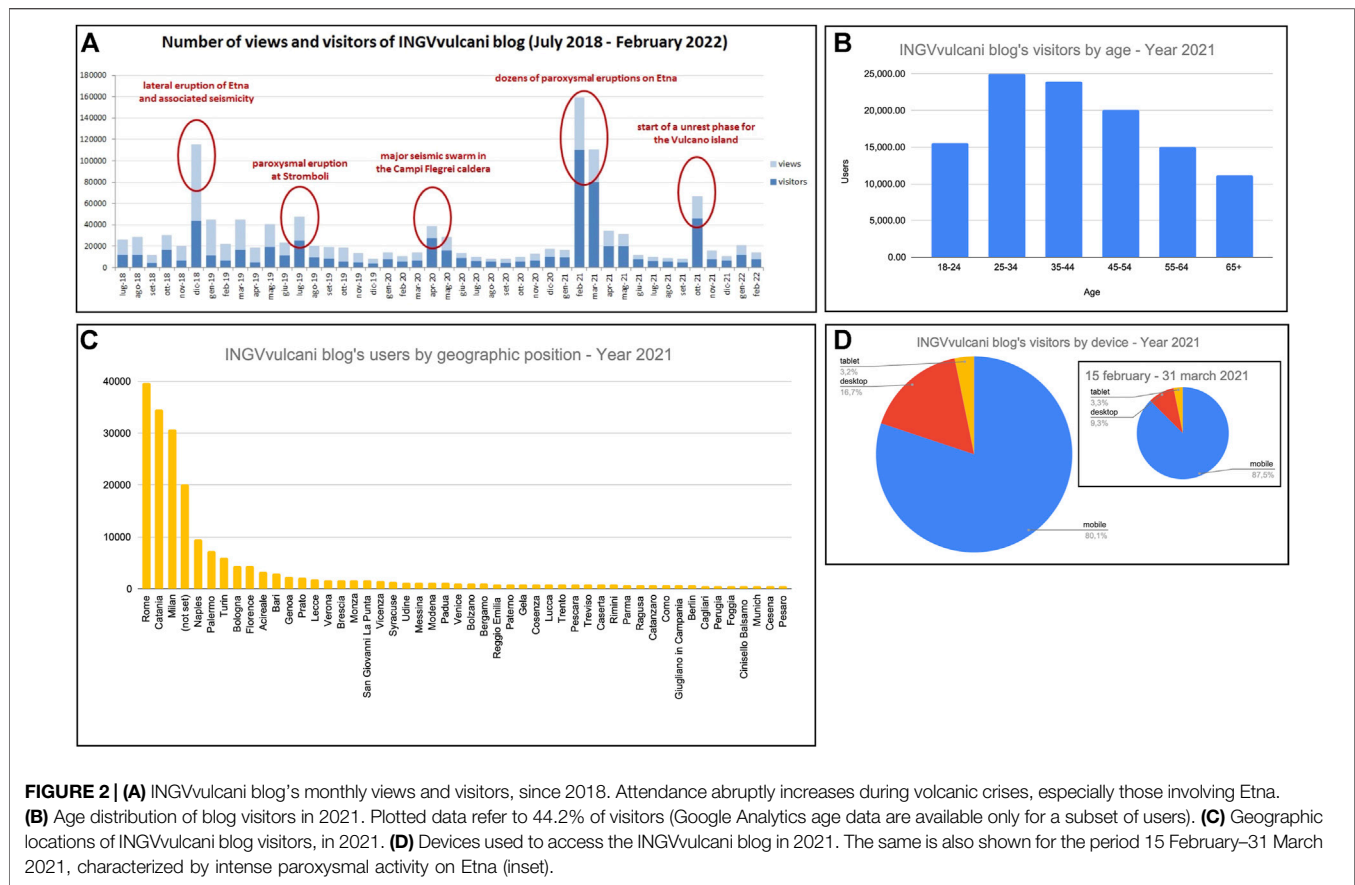 A
Number of views and visitors of INGVvulcani blog (July 2018 - February 2022)
180000
160000
140000
120000
100000
80000
60000
40000
20000
0
lateral eruption of Etna
and associated seismicity
paroxysmal eruption
at Stromboli
major seismic swarm in
the Campi Flegrei caldera
dozens of paroxysmal eruptions on Etna
start of a unrest phase for
the Vulcano island
views
visitors
lug-18
ago-18
set-18
ott-18
nov-18
dic-18
gen-19
feb-19
mar-19
apr-19
mag-19
giu-19
lug-19
ago-19
set-19
ott-19
nov-19
dic-19
gen-20
feb-20
mar-20
apr-20
mag-20
giu-20
lug-20
ago-20
set-20
ott-20
nov-20
dic-20
gen-21
feb-21
mar-21
apr-21
mag-21
giu-21
lug-21
ago-21
set-21
ott-21
nov-21
dic-21
gen-22
feb-22
B
INGVvulcani blog's visitors by age - Year 2021
25,000.00
20,000.00
15,000.00
10,000.00
5,000.00
0.00
Users
18-24
25-34
35-44
45-54
55-64
65+
Age
C
INGVvulcani blog's users by geographic position - Year 2021
40000
30000
20000
10000
0
Rome
Catania
Milan
(not set)
Naples
Palermo
Turin
Bologna
Florence
Acireale
Bari
Genoa
Prato
Lecce
Verona
Brescia
Monza
San Giovanni La Punta
Vicenza
Syracuse
Udine
Messina
Modena
Padua
Venice
Bolzano
Bergamo
Reggio Emilia
Paterno
Gela
Cosenza
Lucca
Trento
Pescara
Treviso
Caserta
Rimini
Parma
Ragusa
Catanzaro
Como
Giugliano in Campania
Berlin
Cagliari
Perugia
Foggia
Cinisello Balsamo
Munich
Cesena
Pesaro
D
INGVvulcani blog's visitors by device - Year 2021
tablet
3,2%
desktop
16,7%
mobile
80,1%
15 february - 31 march 2021
tablet
3,3%
desktop
9,3%
mobile
87,5%
FIGURE 2 | (A) INGVvulcani blog's monthly views and visitors, since 2018. Attendance abruptly increases during volcanic crises, especially those involving Etna.
(B) Age distribution of blog visitors in 2021. Plotted data refer to 44.2% of visitors (Google Analytics age data are available only for a subset of users). (C) Geographic
locations of INGVvulcani blog visitors, in 2021. (D) Devices used to access the INGVvulcani blog in 2021. The same is also shown for the period 15 February–31 March
2021, characterized by intense paroxysmal activity on Etna (inset).